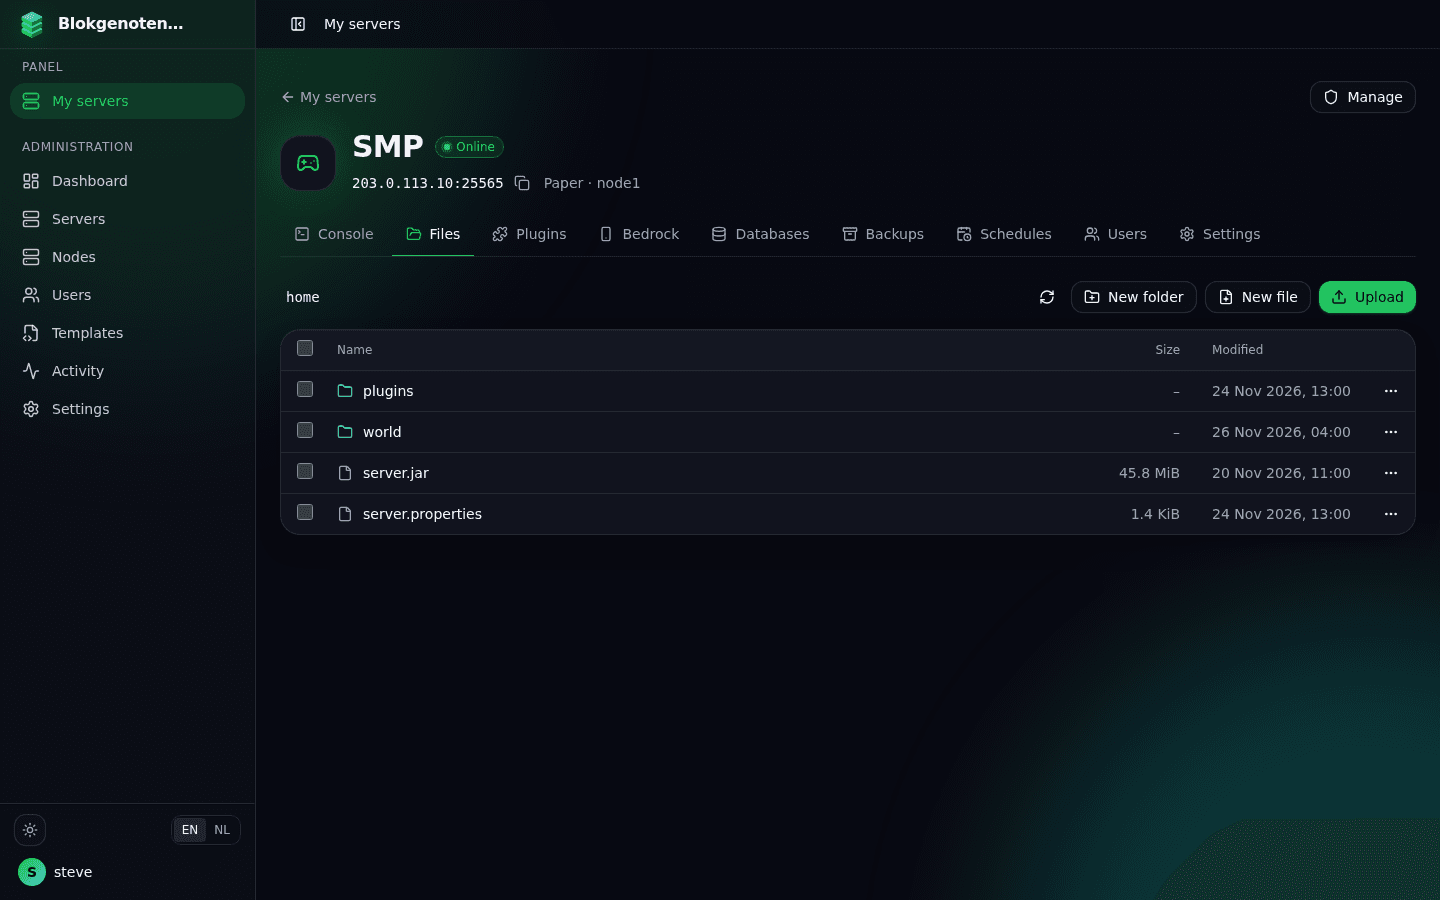 Blokgenoten...
My servers
PANEL
My servers
ADMINISTRATION
Dashboard
Servers
Nodes
Users
Templates
Activity
Settings
EN NL
S steve
My servers
Manage
SMP Online
203.0.113.10:25565 Paper · node1
Console Files Plugins Bedrock Databases Backups Schedules Users Settings
home New folder New file Upload
Name Size Modified
plugins – 24 Nov 2026, 13:00
world – 26 Nov 2026, 04:00
server.jar 45.8 MiB 20 Nov 2026, 11:00
server.properties 1.4 KiB 24 Nov 2026, 13:00